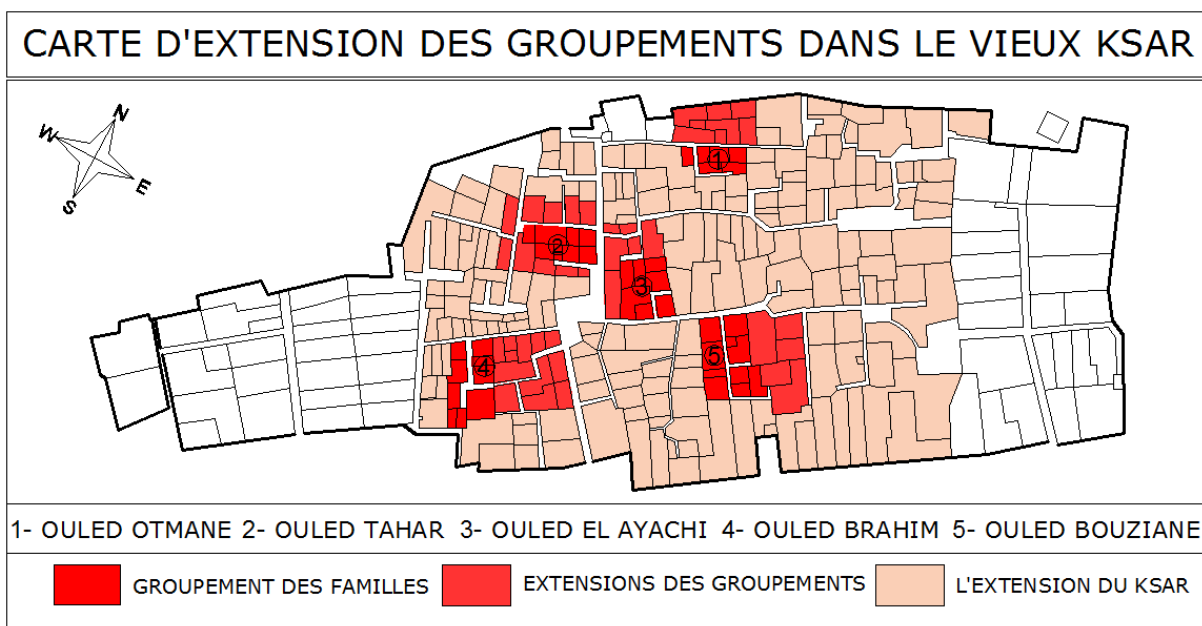 CARTE D'EXTENSION DES GROUPEMENTS DANS LE VIEUX KSAR
N
W
E
S
1
2
3
4
5
1- OULED OTMANE 2- OULED TAHAR 3- OULED EL AYACHI 4- OULED BRAHIM 5- OULED BOUZIANE
GROUPEMENT DES FAMILLES EXTENSIONS DES GROUPEMENTS L'EXTENSION DU KSAR